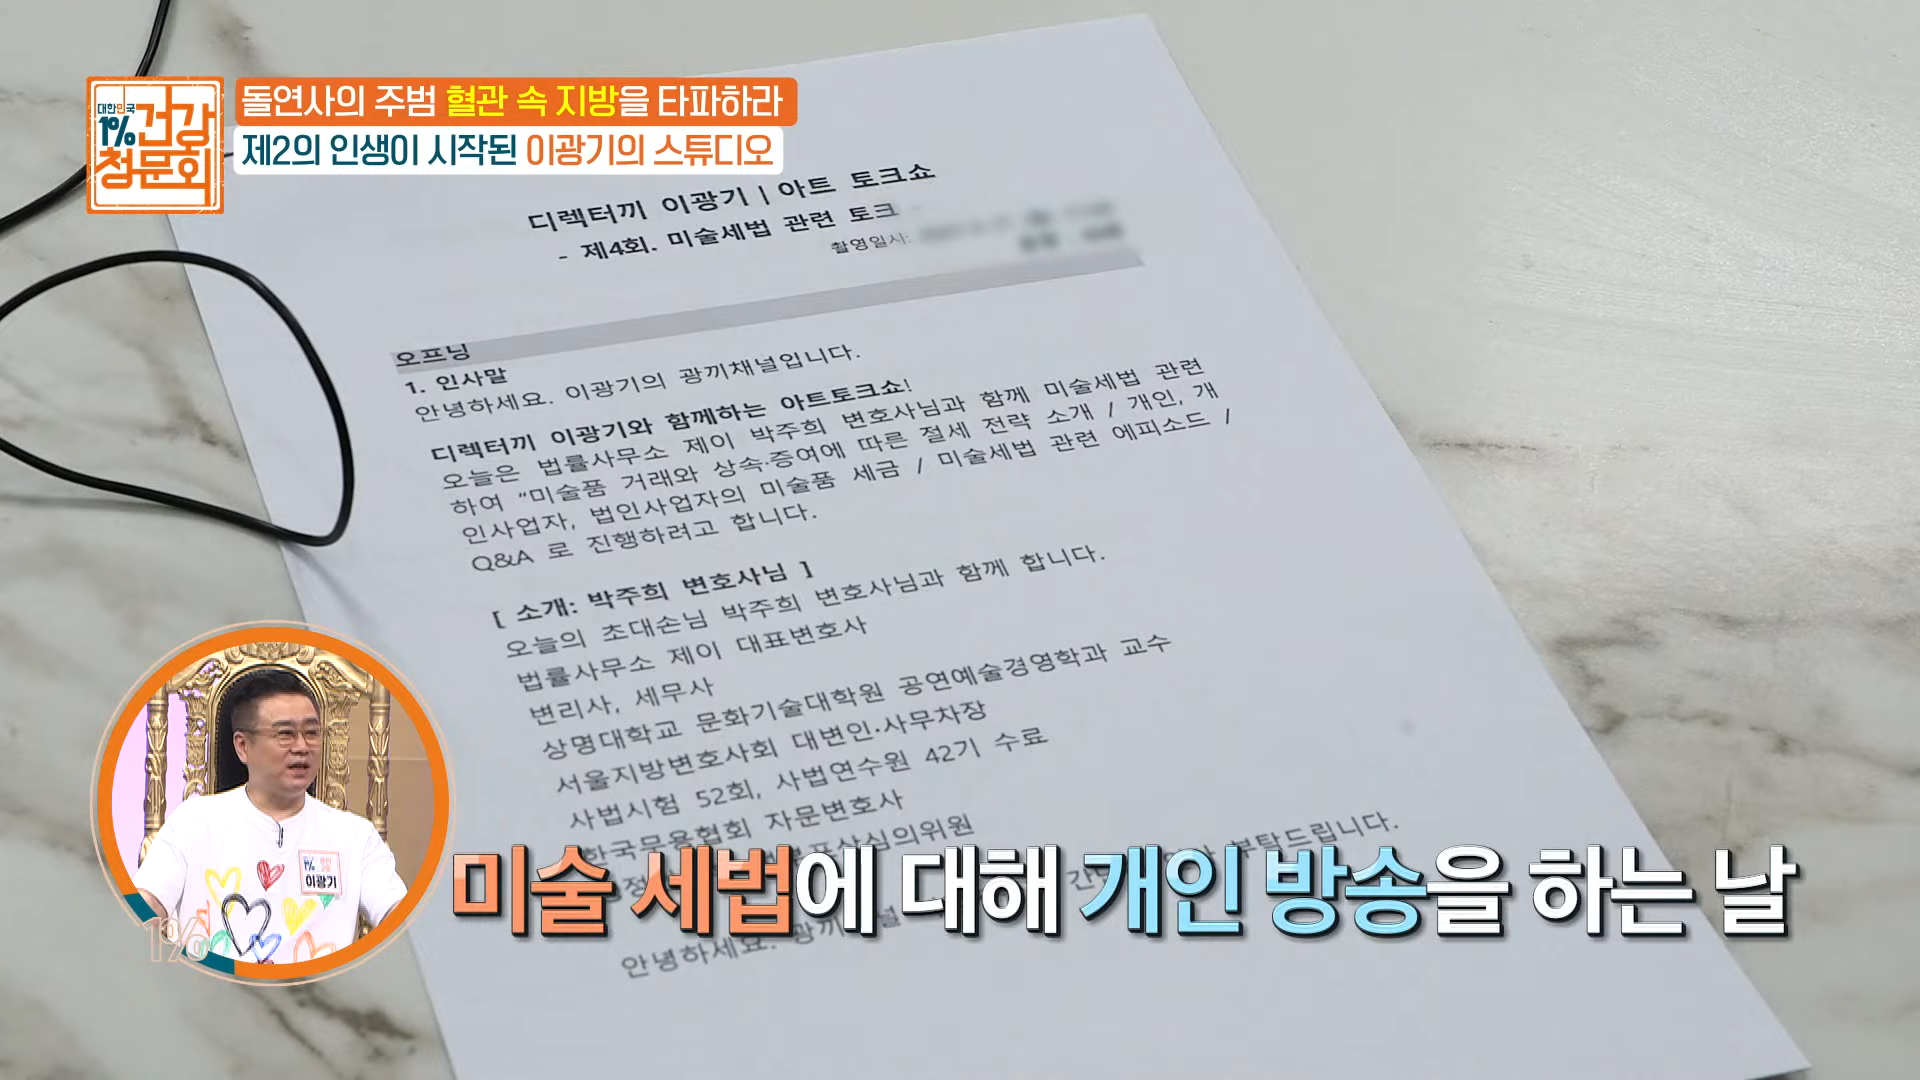 대한민국
1% 건강
청문회
돌연사의 주범 혈관 속 지방을 타파하라
제2의 인생이 시작된 이광기의 스튜디오
디렉터끼 이광기 | 아트 토크쇼
- 제4회. 미술세법 관련 토크
촬영일시:
오프닝
1. 인사말
안녕하세요. 이광기의 광끼채널입니다.
디렉터끼 이광기와 함께하는 아트토크쇼!
오늘은 법률사무소 제이 박주희 변호사님과 함께 미술세법 관련
하여 “미술품 거래와 상속·증여에 따른 절세 전략 소개 / 개인, 개
인사업자, 법인사업자의 미술품 세금 / 미술세법 관련 에피소드 /
Q&A 로 진행하려고 합니다.
[ 소개: 박주희 변호사님 ]
오늘의 초대손님 박주희 변호사님과 함께 합니다.
법률사무소 제이 대표변호사
변리사, 세무사
상명대학교 문화기술대학원 공연예술경영학과 교수
서울지방변호사회 대변인·사무차장
사법시험 52회, 사법연수원 42기 수료
한국무용협회 자문변호사
부탁드립니다.
안녕하세요. 광끼
이광기
1%
미술 세법에 대해 개인 방송을 하는 날